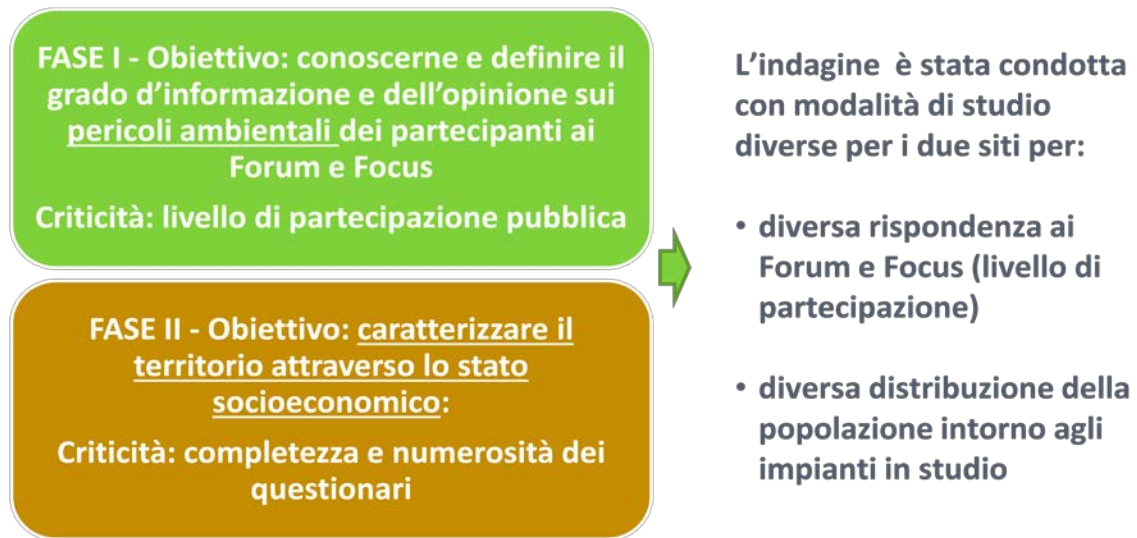 FASE I - Obiettivo: conoscerne e definire il
grado d'informazione e dell'opinione sui
pericoli ambientali dei partecipanti ai
Forum e Focus
Criticità: livello di partecipazione pubblica
FASE II - Obiettivo: caratterizzare il
territorio attraverso lo stato
socioeconomico:
Criticità: completezza e numerosità dei
questionari
L'indagine è stata condotta
con modalità di studio
diverse per i due siti per:
• diversa rispondenza ai
Forum e Focus (livello di
partecipazione)
• diversa distribuzione della
popolazione intorno agli
impianti in studio